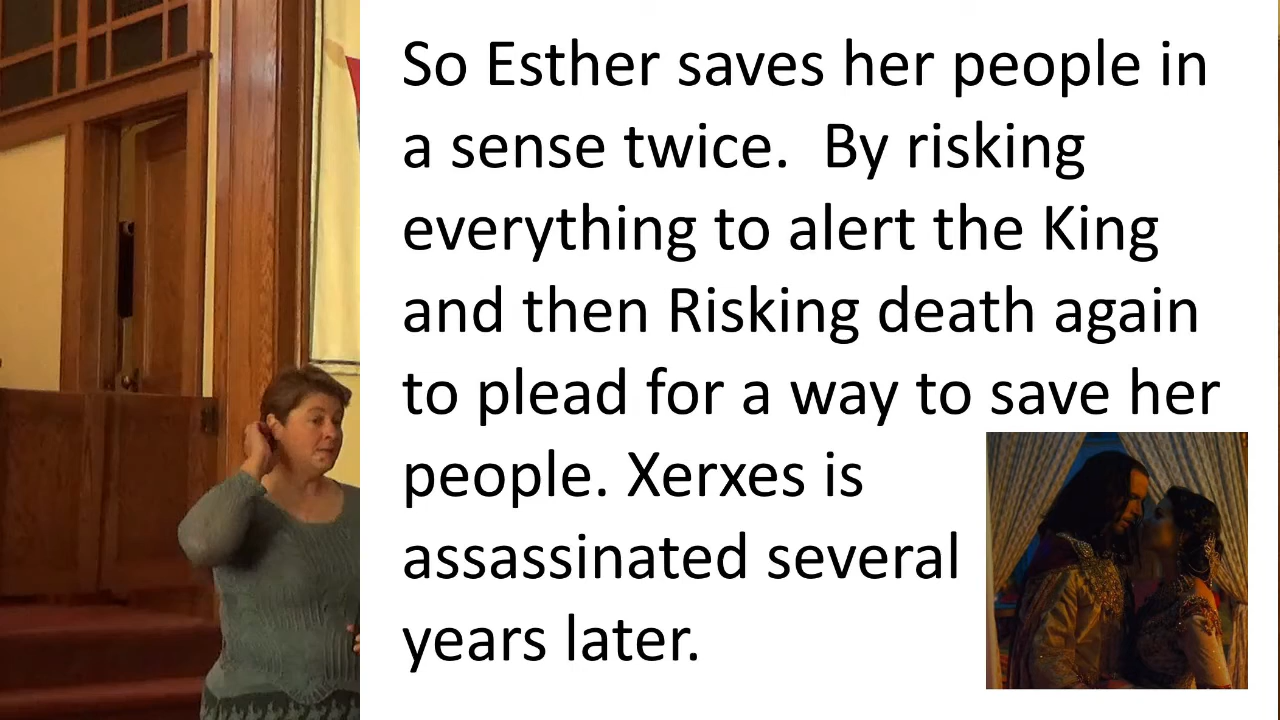 So Esther saves her people in
a sense twice.  By risking
everything to alert the King
and then Risking death again
to plead for a way to save her
people. Xerxes is
assassinated several
years later.